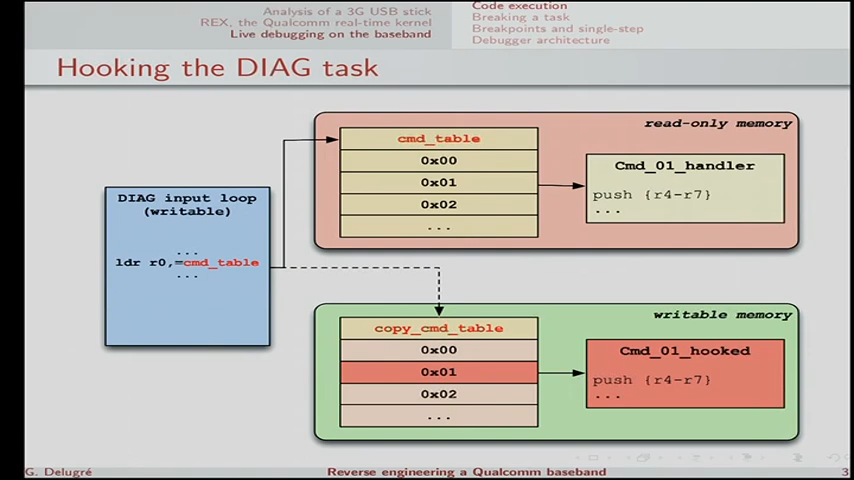 Analysis of a 3G USB stick
REX, the Qualcomm real-time kernel
Live debugging on the baseband
Code execution
Breaking a task
Breakpoints and single-step
Debugger architecture
Hooking the DIAG task
DIAG input loop
(writable)
...
ldr r0,=cmd_table
...
read-only memory
cmd_table
0x00
0x01
0x02
...
Cmd_01_handler
push {r4-r7}
...
writable memory
copy_cmd_table
0x00
0x01
0x02
...
Cmd_01_hooked
push {r4-r7}
...
G. Delugré
Reverse engineering a Qualcomm baseband
3